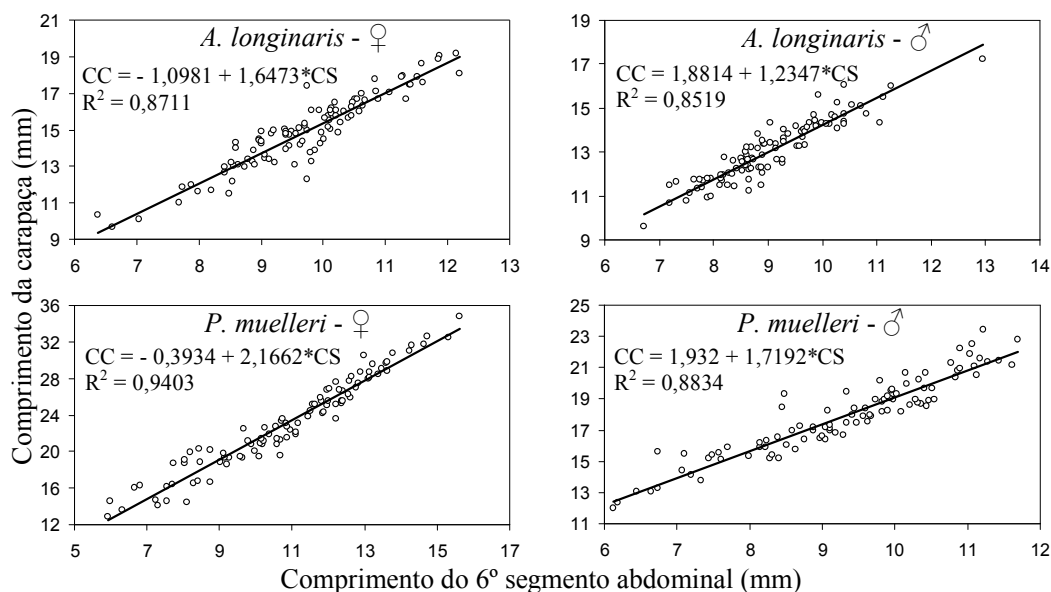 Comprimento da carapaça (mm)
A. longinaris - ♀
CC = - 1,0981 + 1,6473*CS
R² = 0,8711
21
19
17
15
13
11
9
6 7 8 9 10 11 12 13
A. longinaris - ♂
CC = 1,8814 + 1,2347*CS
R² = 0,8519
19
17
15
13
11
9
6 7 8 9 10 11 12 13 14
P. muelleri - ♀
CC = - 0,3934 + 2,1662*CS
R² = 0,9403
36
32
28
24
20
16
12
5 7 9 11 13 15 17
P. muelleri - ♂
CC = 1,932 + 1,7192*CS
R² = 0,8834
25
23
21
19
17
15
13
11
6 7 8 9 10 11 12
Comprimento do 6º segmento abdominal (mm)